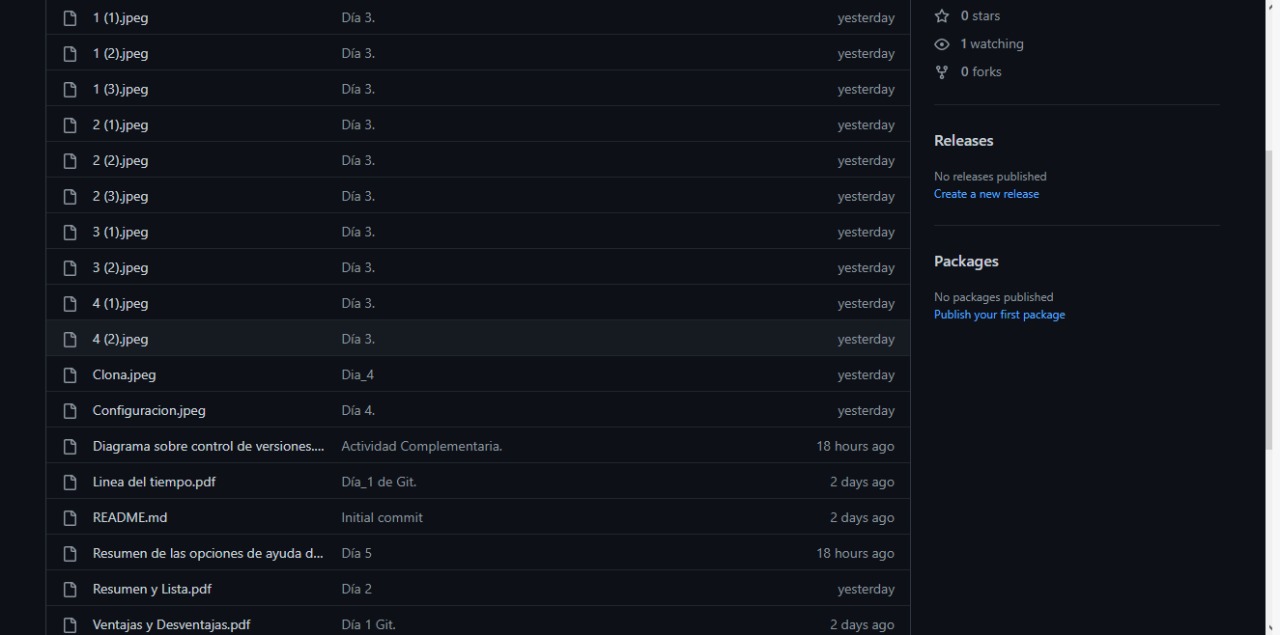 1 (1).jpeg Día 3. yesterday
1 (2).jpeg Día 3. yesterday
1 (3).jpeg Día 3. yesterday
2 (1).jpeg Día 3. yesterday
2 (2).jpeg Día 3. yesterday
2 (3).jpeg Día 3. yesterday
3 (1).jpeg Día 3. yesterday
3 (2).jpeg Día 3. yesterday
4 (1).jpeg Día 3. yesterday
4 (2).jpeg Día 3. yesterday
Clona.jpeg Dia_4 yesterday
Configuracion.jpeg Día 4. yesterday
Diagrama sobre control de versiones.... Actividad Complementaria. 18 hours ago
Linea del tiempo.pdf Día_1 de Git. 2 days ago
README.md Initial commit 2 days ago
Resumen de las opciones de ayuda d... Día 5 18 hours ago
Resumen y Lista.pdf Día 2 yesterday
Ventajas y Desventajas.pdf Día 1 Git. 2 days ago
0 stars
1 watching
0 forks
Releases
No releases published
Create a new release
Packages
No packages published
Publish your first package